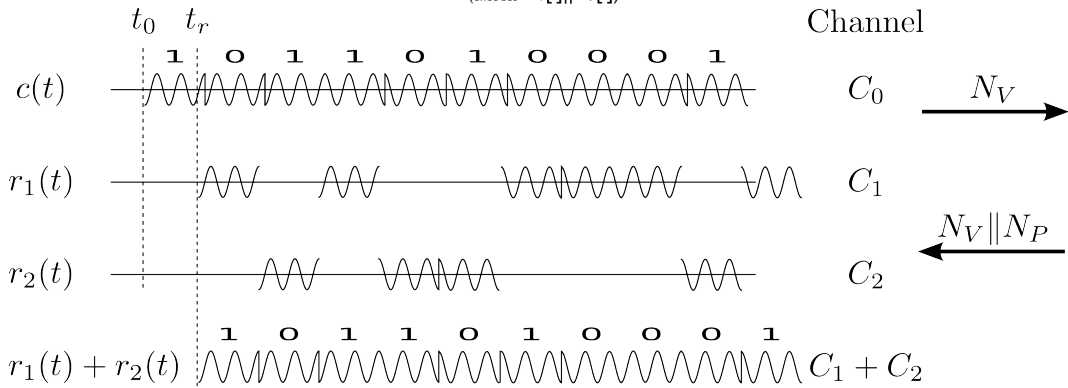 t_0 t_r Channel
1 0 1 1 0 1 0 0 0 1
c(t) C_0 N_V
r_1(t) C_1
N_V∥N_P
r_2(t) C_2
1 0 1 1 0 1 0 0 0 1
r_1(t) + r_2(t) C_1 + C_2